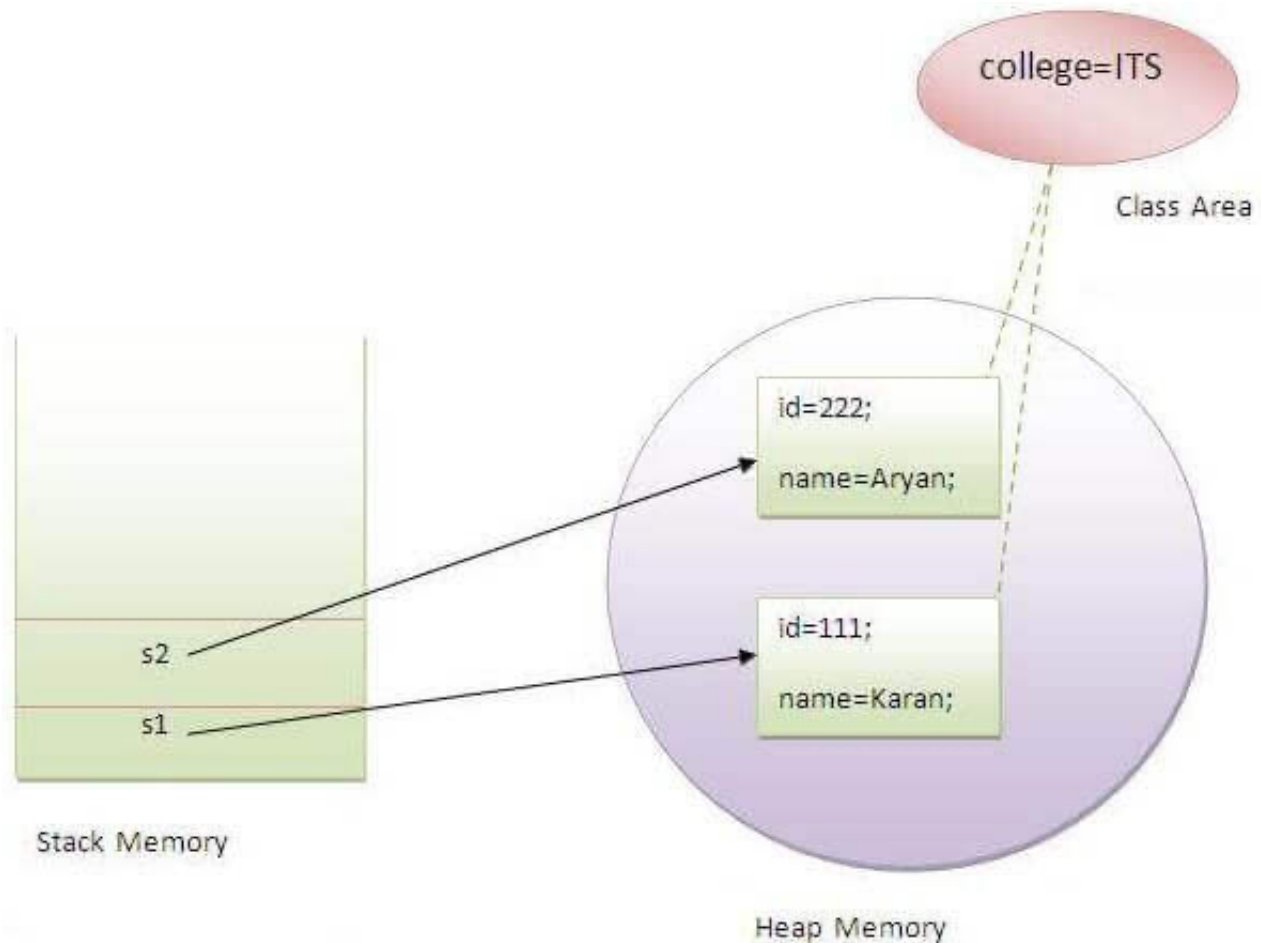 college=ITS
Class Area
id=222;
name=Aryan;
s2
id=111;
name=Karan;
s1
Stack Memory
Heap Memory